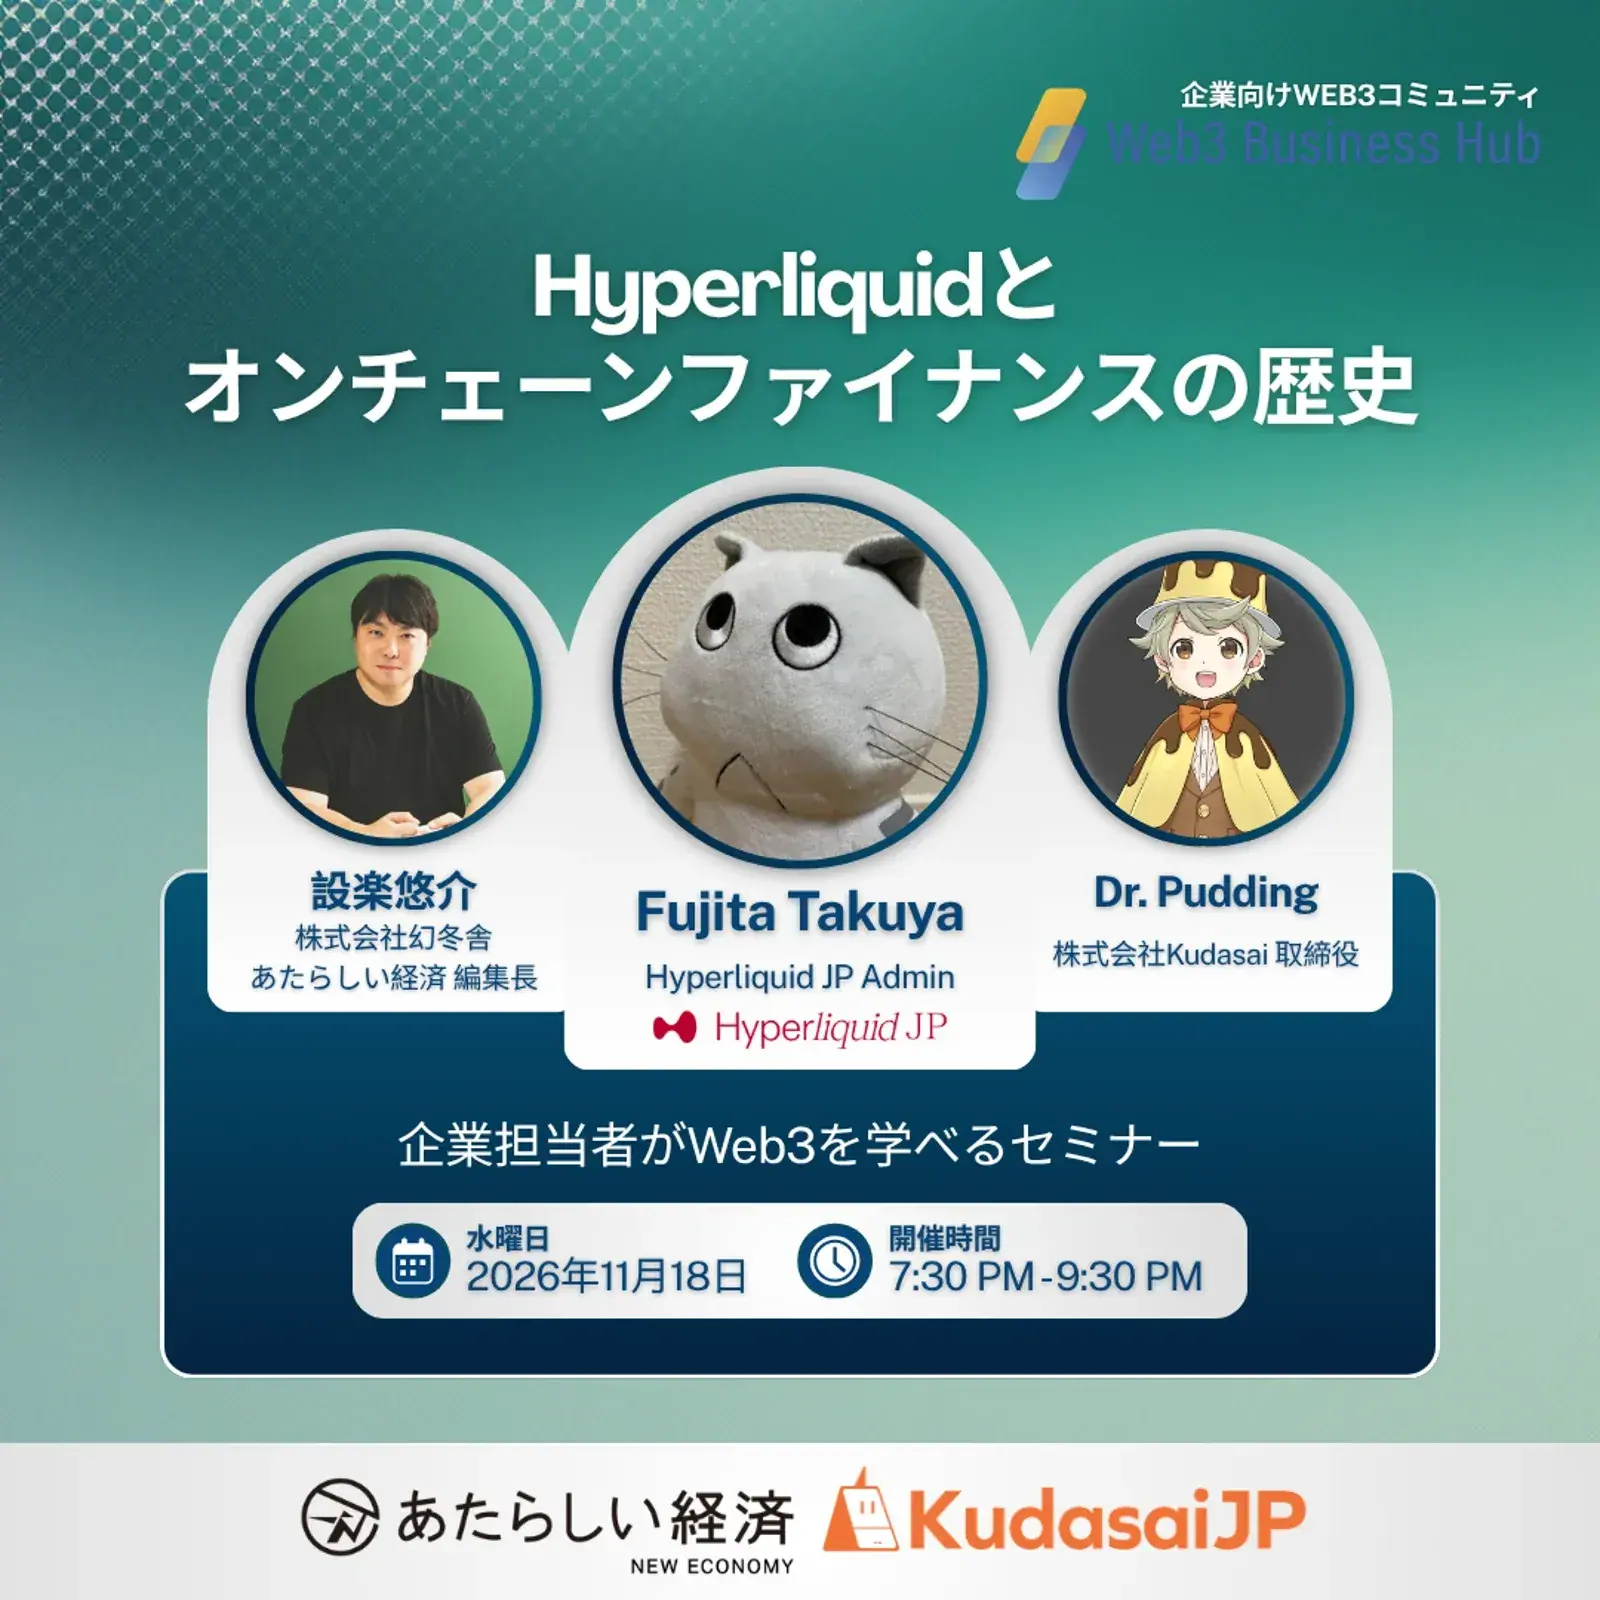 企業向けWEB3コミュニティ
Web3 Business Hub
Hyperliquidと
オンチェーンファイナンスの歴史
設楽悠介
株式会社幻冬舎
あたらしい経済 編集長
Fujita Takuya
Hyperliquid JP Admin
Hyperliquid JP
Dr. Pudding
株式会社Kudasai 取締役
企業担当者がWeb3を学べるセミナー
水曜日
2026年11月18日
開催時間
7:30 PM - 9:30 PM
あたらしい経済
NEW ECONOMY
KudasaiJP